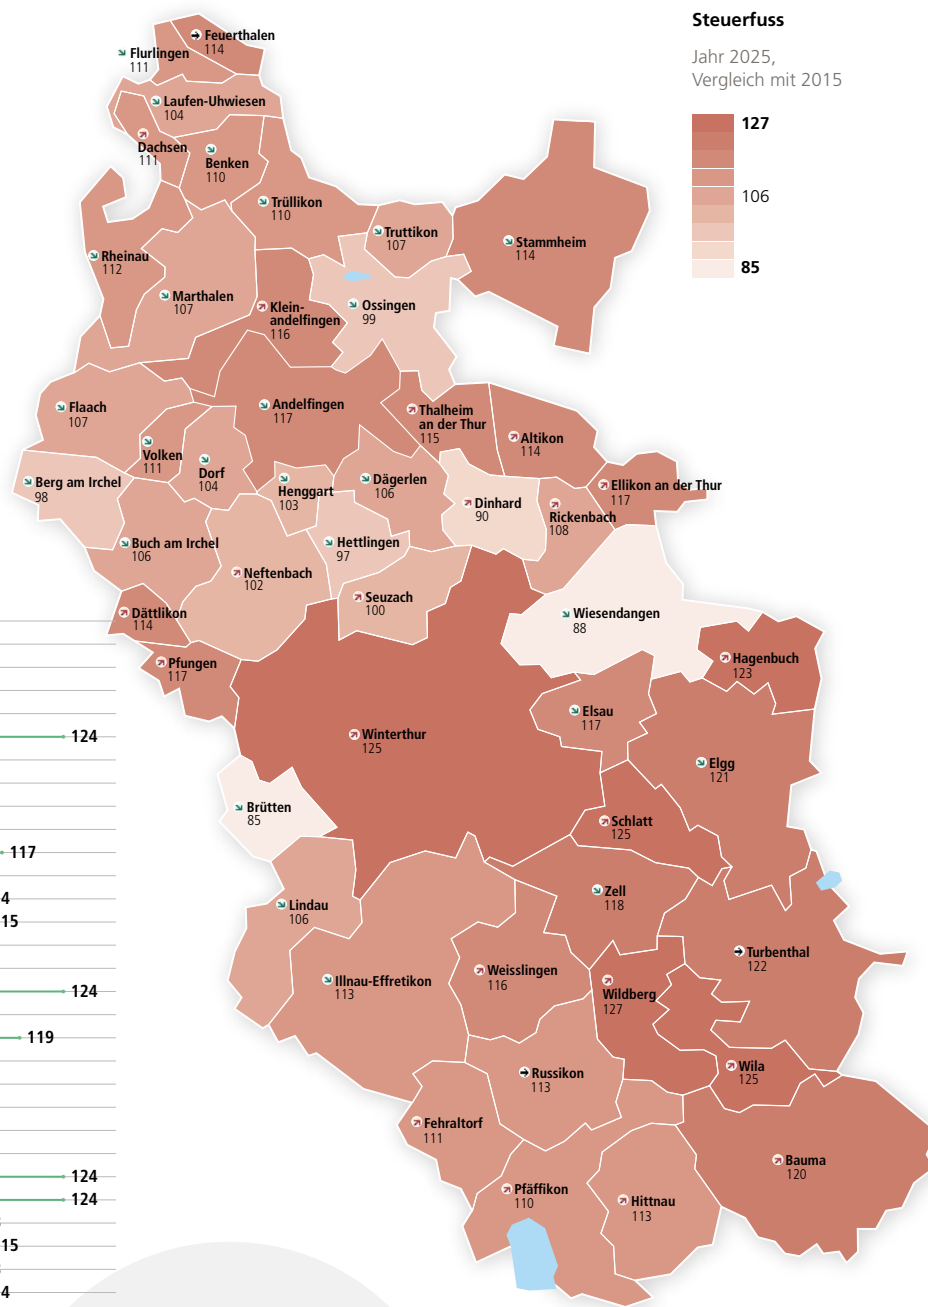 Steuerfuss
Jahr 2025,
Vergleich mit 2015
127
106
85
Feuerthalen
114
Flurlingen
111
Laufen-Uhwiesen
104
Dachsen
111
Benken
110
Trüllikon
110
Truttikon
107
Stammheim
114
Rheinau
112
Marthalen
107
Klein-
andelfingen
116
Ossingen
99
Flaach
107
Andelfingen
117
Thalheim
an der Thur
115
Altikon
114
Volken
111
Dorf
104
Berg am Irchel
98
Henggart
103
Dägerlen
106
Dinhard
90
Rickenbach
108
Ellikon an der Thur
117
Buch am Irchel
106
Hettlingen
97
Neftenbach
102
Seuzach
100
Wiesendangen
88
Dättlikon
114
Pfungen
117
Hagenbuch
123
Elsau
117
Winterthur
125
Elgg
121
Brütten
85
Schlatt
125
Zell
118
Lindau
106
Turbenthal
122
Illnau-Effretikon
113
Weisslingen
116
Wildberg
127
Russikon
113
Wila
125
Fehraltorf
111
Bauma
120
Pfäffikon
110
Hittnau
113
124
117
4
15
124
119
124
124
15
4